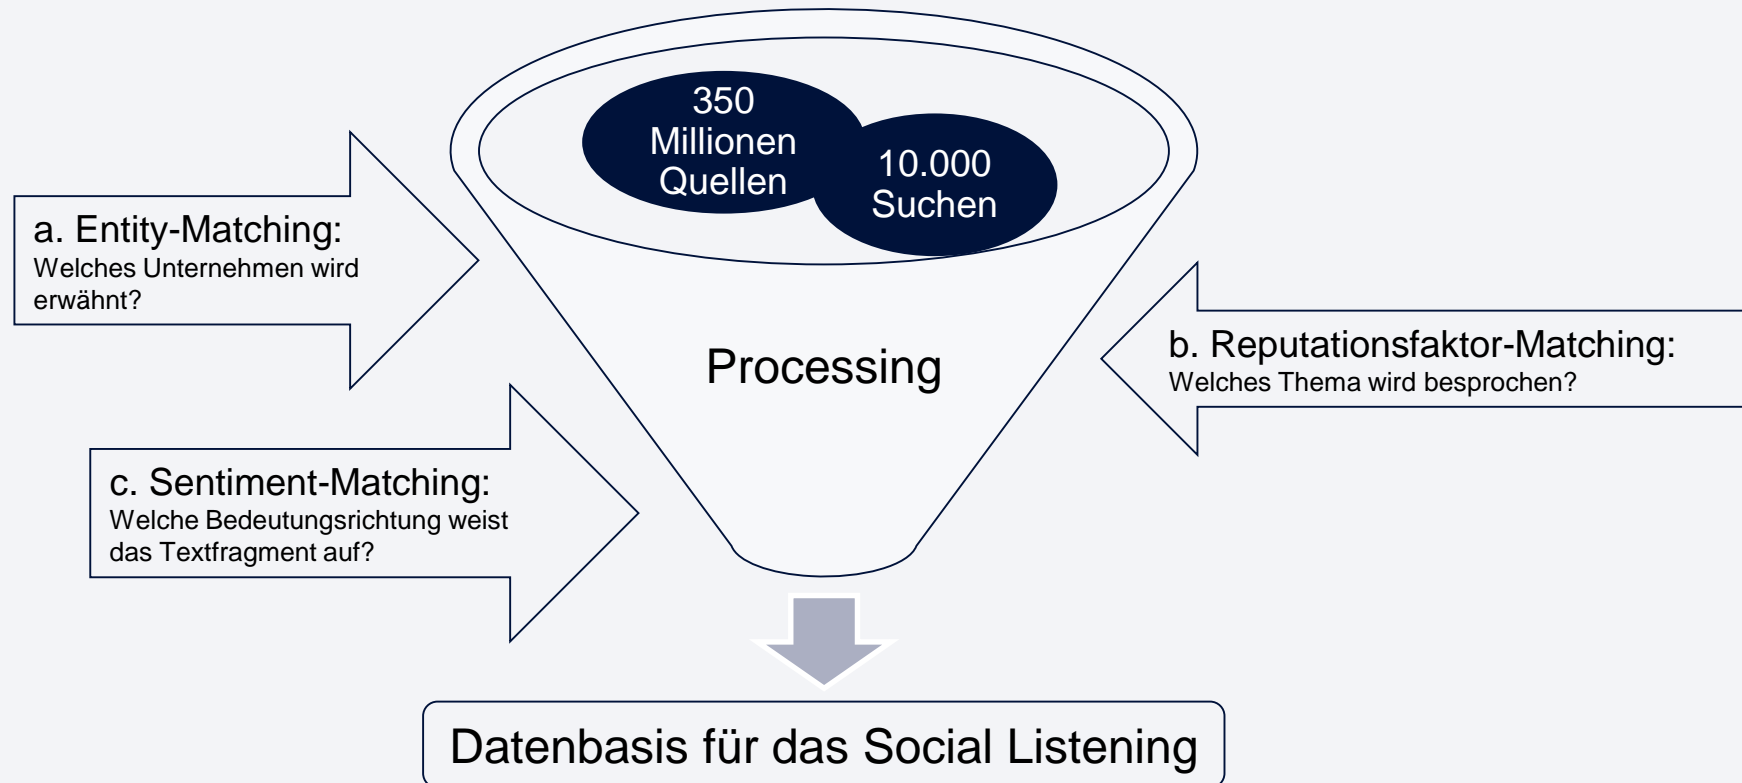 350
Millionen
Quellen
10.000
Suchen
a. Entity-Matching:
Welches Unternehmen wird
erwähnt?
Processing
b. Reputationsfaktor-Matching:
Welches Thema wird besprochen?
c. Sentiment-Matching:
Welche Bedeutungsrichtung weist
das Textfragment auf?
Datenbasis für das Social Listening